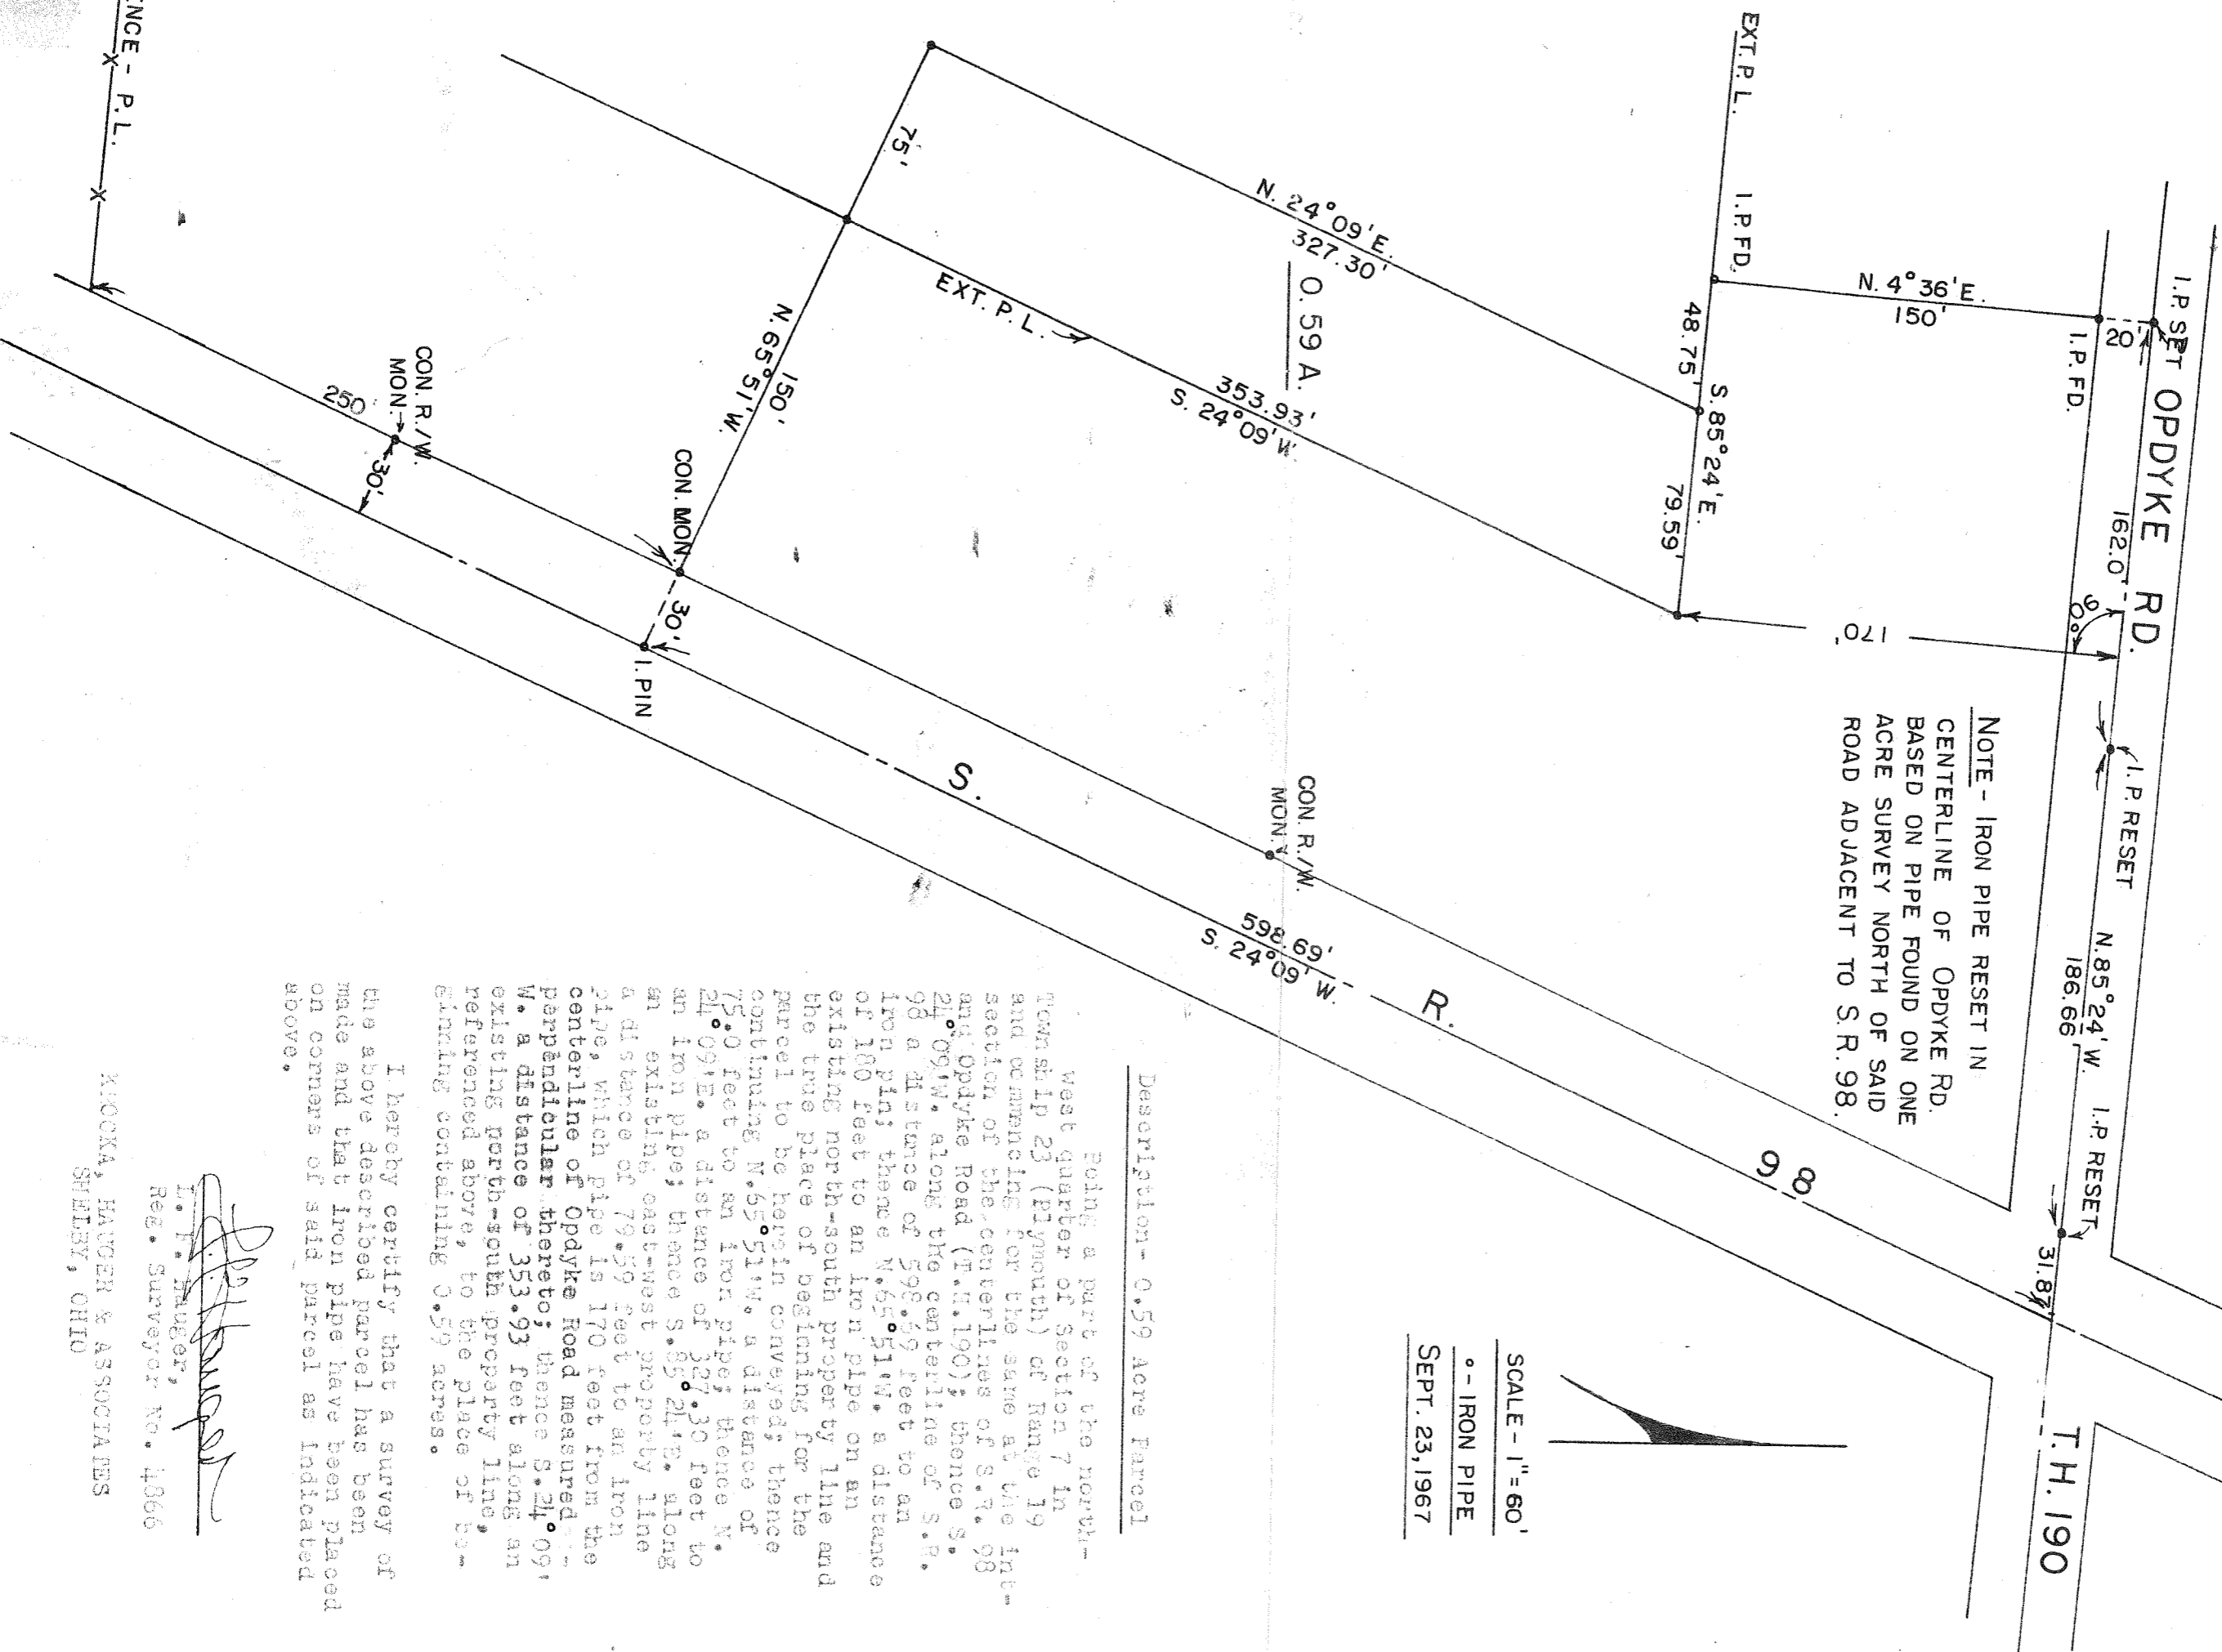 I.P. SET
OPDYKE RD.
162.0'
90°
I.P. RESET
N. 85° 24' W.
186.66'
I.P. RESET
31.87'
T. H. 190
20'
I.P. FD.
N. 4° 36' E.
150'
170'
EXT. P. L.
I.P. FD.
48.75'
S. 85° 24' E.
79.59'
NOTE - IRON PIPE RESET IN
CENTERLINE OF OPDYKE RD.
BASED ON PIPE FOUND ON ONE
ACRE SURVEY NORTH OF SAID
ROAD ADJACENT TO S. R. 98.
N. 24° 09' E.
327.30'
0. 59 A.
353.93'
S. 24° 09' W.
EXT. P. L.
75'
150'
N. 65° 51' W.
CON. MON.
30'
I. PIN
CON. R./W.
MON.
CON. R./W.
MON.
250
30'
NCE - P. L.
S. R. 98
598.69'
S. 24° 09' W.
SCALE - 1" = 60'
° - IRON PIPE
SEPT. 23, 1967
Description- 0.59 Acre Parcel
Being a part of the north-
west quarter of Section 7 in
Township 23 (Plymouth) of Range 19
and commencing for the same at the int-
section of the centerlines of S.R. 98
and Opdyke Road (T.H.190); thence S.
24°09'W. along the centerline of S.R.
98 a distance of 598.69 feet to an
iron pin; thence N.65°51'W. a distance
of 180 feet to an iron pipe on an
existing north-south property line and
the true place of beginning for the
parcel to be herein conveyed; thence
continuing N.65°51'W. a distance of
75.0 feet to an iron pipe; thence N.
24°09'E. a distance of 327.30 feet to
an iron pipe; thence S.85°24'E. along
an existing east-west property line
a distance of 79.59 feet to an iron
pipe, which pipe is 170 feet from the
centerline of Opdyke Road measured
perpendicular thereto; thence S.24°09'
W. a distance of 353.93 feet along an
existing north-south property line,
referenced above, to the place of be-
ginning containing 0.59 acres.
I hereby certify that a survey of
the above described parcel has been
made and that iron pipe have been placed
on corners of said parcel as indicated
above.
Hauger,
Reg. Surveyor No. 4866
HAUGER & ASSOCIATES
SHELBY, OHIO